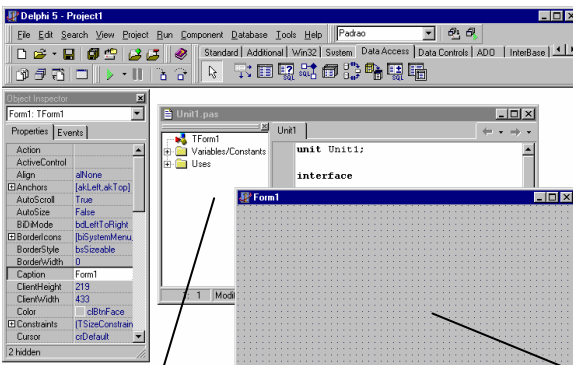 Delphi 5 - Project1
File Edit Search View Project Run Component Database Tools Help Padrao
Standard Additional Win32 System Data Access Data Controls ADO InterBase
Object Inspector
Form1: TForm1
Properties Events
Action
ActiveControl
Align alNone
Anchors [akLeft,akTop]
AutoScroll True
AutoSize False
BiDiMode bdLeftToRight
BorderIcons [biSystemMenu,
BorderStyle bsSizeable
BorderWidth 0
Caption Form1
ClientHeight 219
ClientWidth 433
Color clBtnFace
Constraints (TSizeConstrain
Cursor crDefault
2 hidden
Unit1.pas
TForm1
Variables/Constants
Uses
Unit1
unit Unit1;
interface
1: 1 Modif
Form1